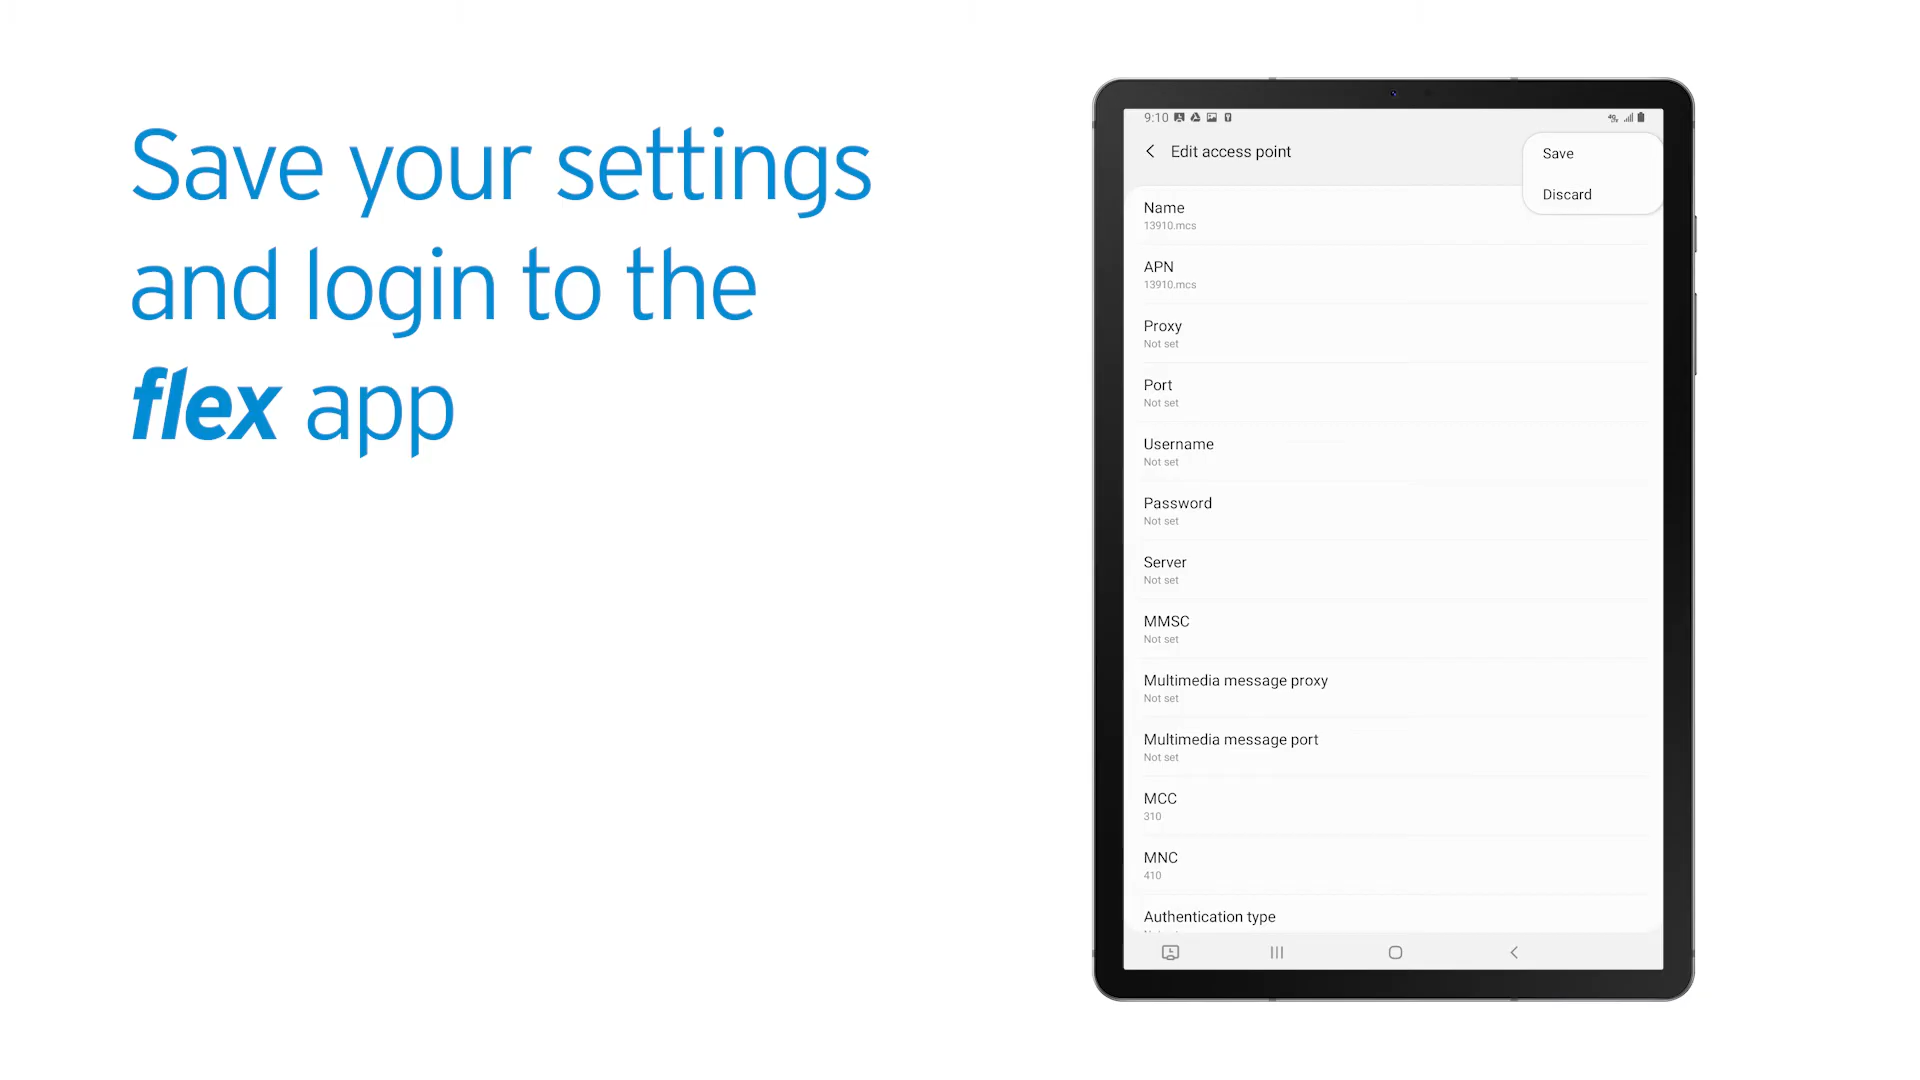 Save your settings
and login to the
flex app
9:10
Edit access point
Save
Discard
Name
13910.mcs
APN
13910.mcs
Proxy
Not set
Port
Not set
Username
Not set
Password
Not set
Server
Not set
MMSC
Not set
Multimedia message proxy
Not set
Multimedia message port
Not set
MCC
310
MNC
410
Authentication type